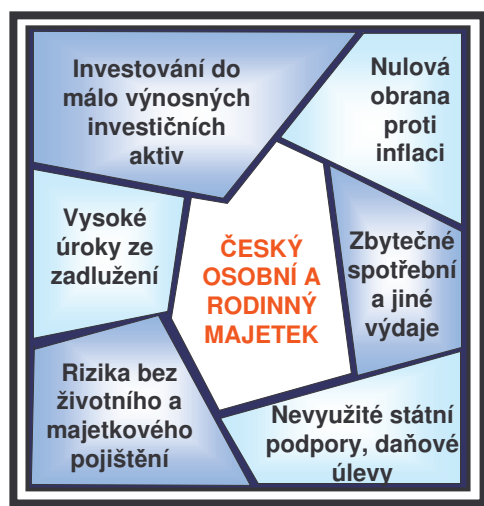 Investování do
málo výnosných
investičních
aktiv
Nulová
obrana
proti
inflaci
Vysoké
úroky ze
zadlužení
ČESKÝ
OSOBNÍ A
RODINNÝ
MAJETEK
Zbytečné
spotřební
a jiné
výdaje
Rizika bez
životního a
majetkového
pojištění
Nevyužité státní
podpory, daňové
úlevy